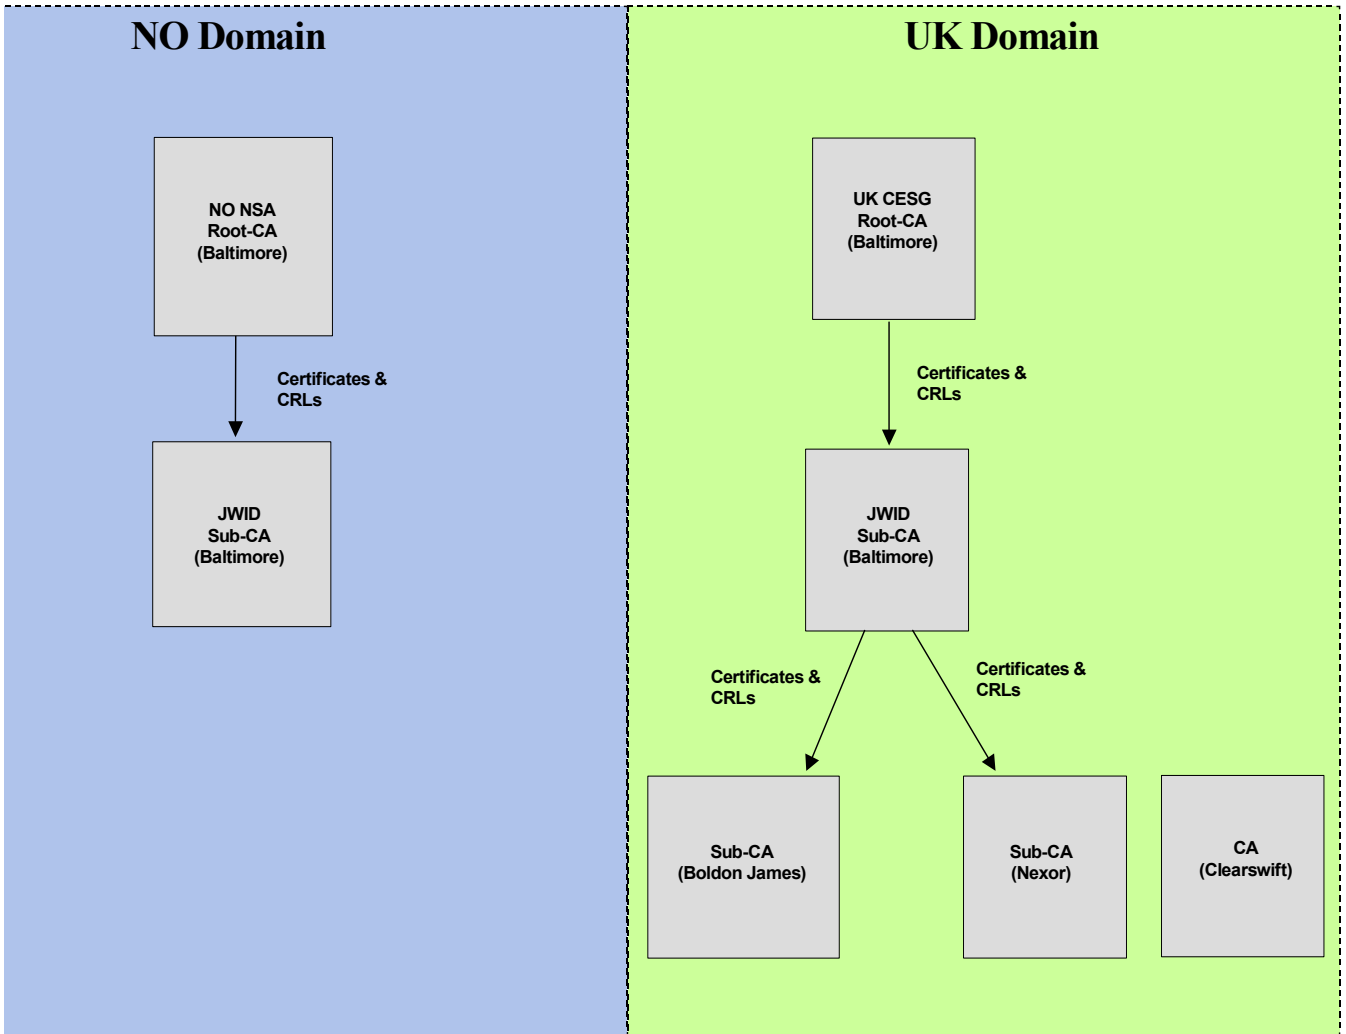 NO Domain
UK Domain
NO NSA
Root-CA
(Baltimore)
UK CESG
Root-CA
(Baltimore)
Certificates &
CRLs
Certificates &
CRLs
JWID
Sub-CA
(Baltimore)
JWID
Sub-CA
(Baltimore)
Certificates &
CRLs
Certificates &
CRLs
Sub-CA
(Boldon James)
Sub-CA
(Nexor)
CA
(Clearswift)